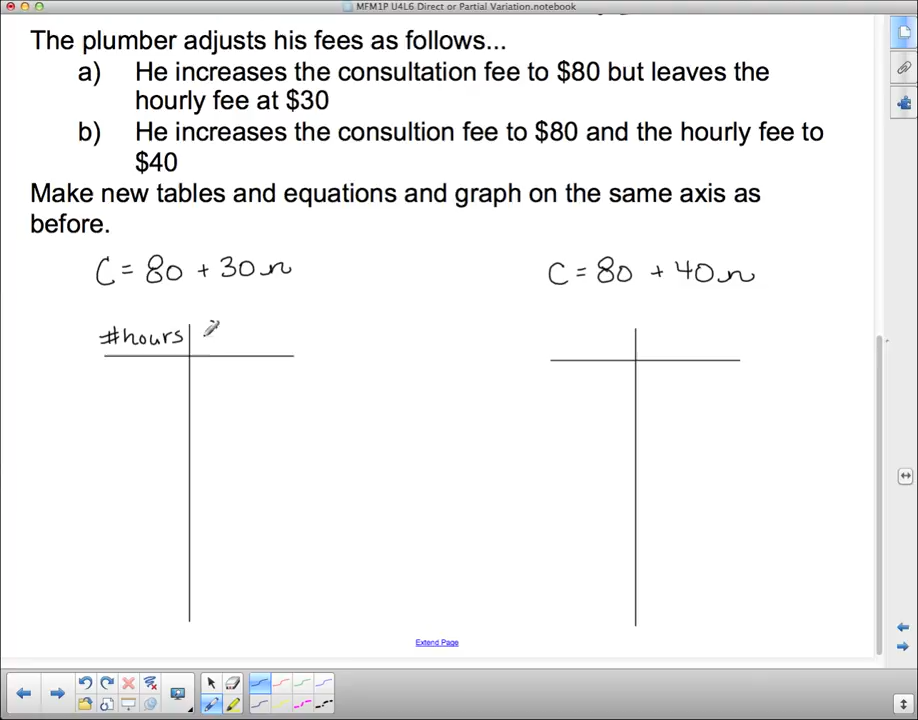 MFM1P U4L6 Direct or Partial Variation.notebook
The plumber adjusts his fees as follows...
a) He increases the consultation fee to $80 but leaves the
hourly fee at $30
b) He increases the consultion fee to $80 and the hourly fee to
$40
Make new tables and equations and graph on the same axis as
before.
C = 80 + 30n
C = 80 + 40n
#hours
Extend Page